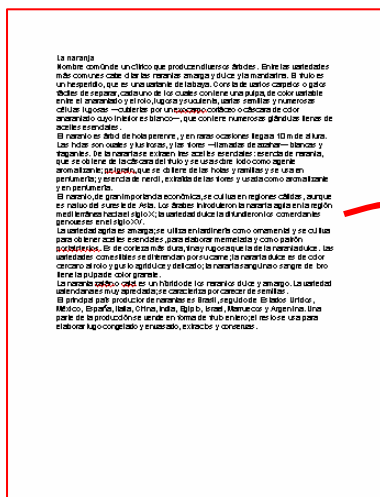 La naranja
Nombre común de un cítrico que producen diversos árboles. Entre las variedades
más comunes cabe citar las naranjas amarga y dulce y la mandarina. El fruto es
un hesperidio, que es una variante de la baya. Consta de varios carpelos o gajos
fáciles de separar, cada uno de los cuales contiene una pulpa, de color variable
entre el anaranjado y el rojo, jugosa y suculenta, varias semillas y numerosas
células jugosas —cubiertas por un exocarpo coriáceo o cáscara de color
anaranjado cuyo interior es blanco—, que contiene numerosas glándulas llenas de
aceites esenciales.
El naranjo es árbol de hoja perenne, y en raras ocasiones llega a 10 m de altura.
Las hojas son ovales y lustrosas, y las flores —llamadas de azahar— blancas y
fragantes. De la naranja se extraen tres aceites esenciales: esencia de naranja,
que se obtiene de la cáscara del fruto y se usa sobre todo como agente
aromatizante; petigrain, que se obtiene de las hojas y ramillas y se usa en
perfumería; y esencia de nerolí, extraída de las flores y usada como aromatizante
y en perfumería.
El naranjo, de gran importancia económica, se cultiva en regiones cálidas, aunque
es nativo del sureste de Asia. Los árabes introdujeron la naranja agria en la región
mediterránea hacia el siglo X; la variedad dulce la difundieron los comerciantes
genoveses en el siglo XV.
La variedad agria es amarga; se utiliza en jardinería como ornamental y se cultiva
para obtener aceites esenciales, para elaborar mermelada y como patrón
portainjertos. Es de corteza más dura, fina y rugosa que la de la naranja dulce. Las
variedades comestibles se diferencian por su carne; la naranja dulce es de color
cercano al rojo y gusto agridulce y delicado; la naranja sanguina o sangre de toro
tiene la pulpa de color granate.
La naranja cajel o cajel es un híbrido de los naranjos dulce y amargo. La variedad
valenciana es muy apreciada; se caracteriza por carecer de semillas.
El principal país productor de naranjas es Brasil, seguido de Estados Unidos,
México, España, Italia, China, India, Egipto, Israel, Marruecos y Argentina. Una
parte de la producción se vende en forma de fruto entero; el resto se usa para
elaborar jugo congelado y envasado, extractos y conservas.